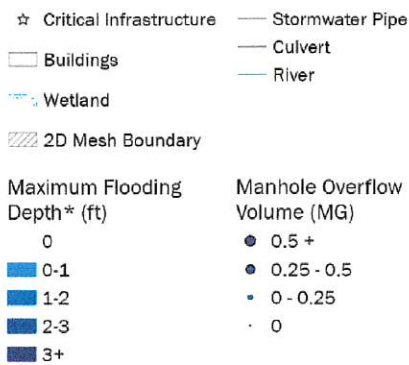 Critical Infrastructure
Buildings
Wetland
2D Mesh Boundary
Stormwater Pipe
Culvert
River
Maximum Flooding
Depth* (ft)
0
0-1
1-2
2-3
3+
Manhole Overflow
Volume (MG)
0.5 +
0.25 - 0.5
0 - 0.25
0